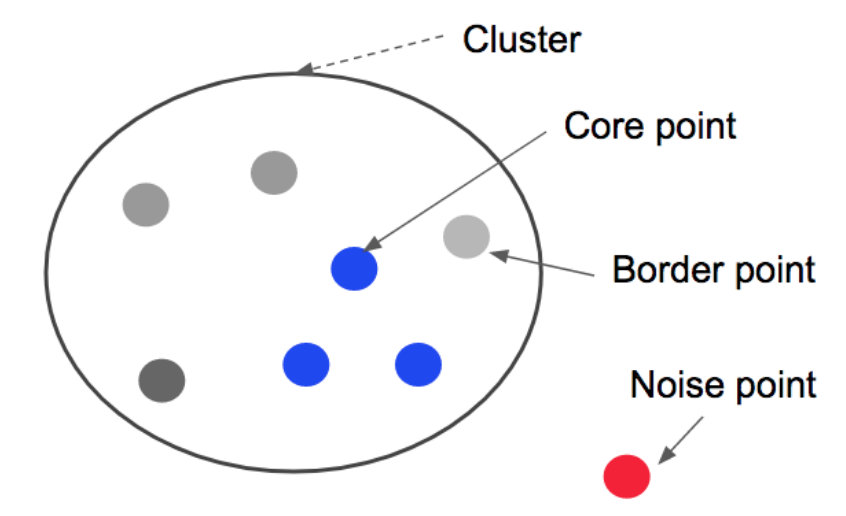 Cluster
Core point
Border point
Noise point